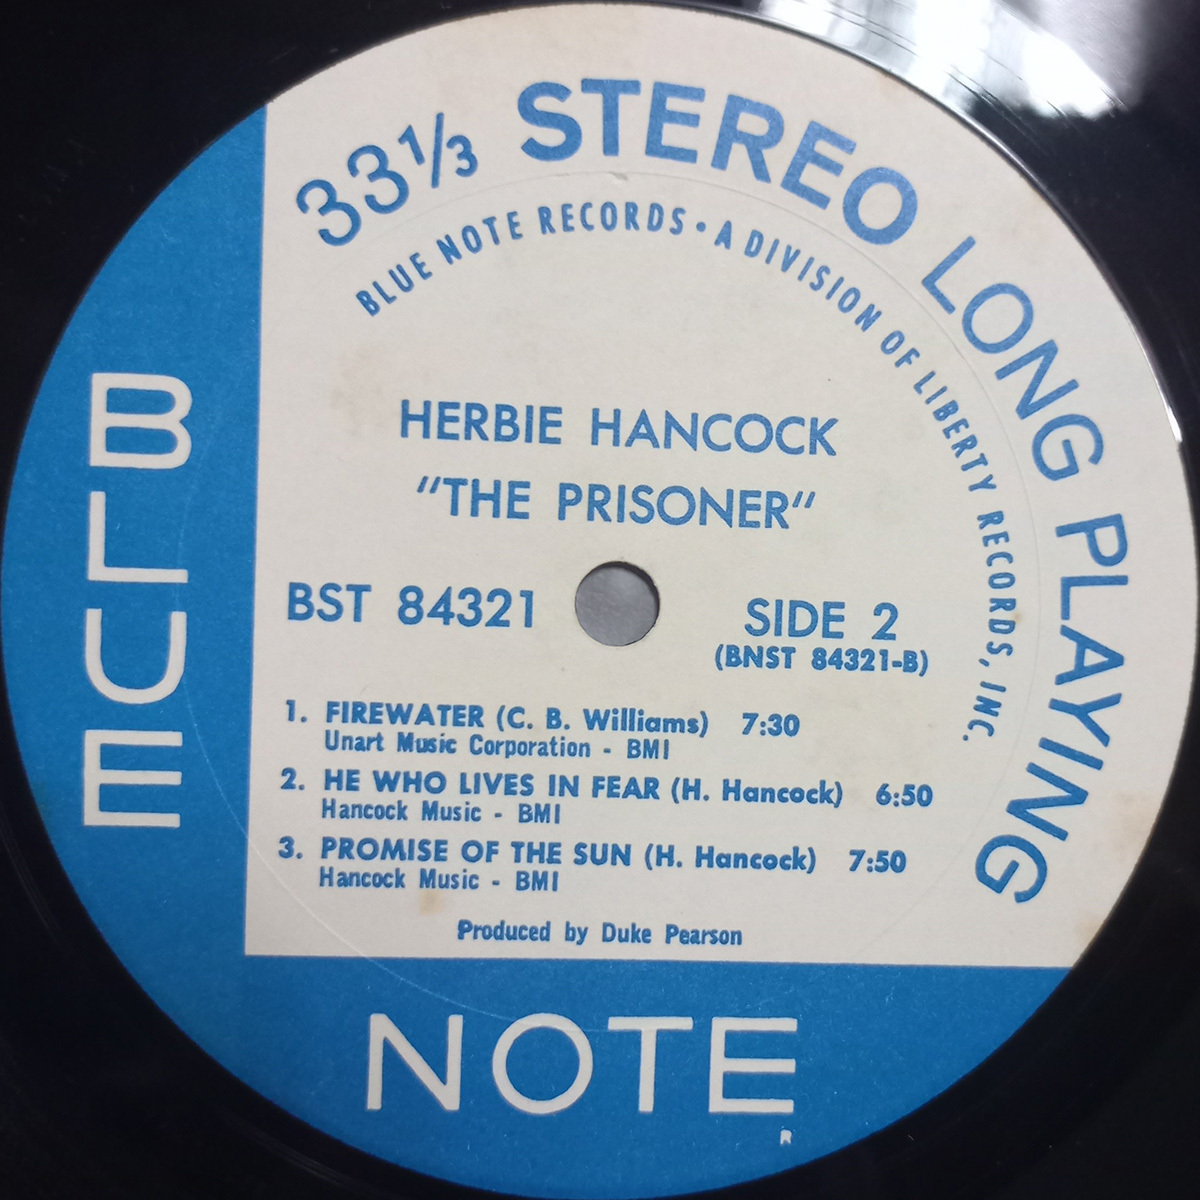 33 1/3 STEREO LONG PLAYING
BLUE NOTE RECORDS • A DIVISION OF LIBERTY RECORDS, INC.
HERBIE HANCOCK
"THE PRISONER"
BST 84321
SIDE 2
(BNST 84321-B)
1. FIREWATER (C. B. Williams) 7:30
Unart Music Corporation - BMI
2. HE WHO LIVES IN FEAR (H. Hancock) 6:50
Hancock Music - BMI
3. PROMISE OF THE SUN (H. Hancock) 7:50
Hancock Music - BMI
Produced by Duke Pearson
BLUE
NOTE
R